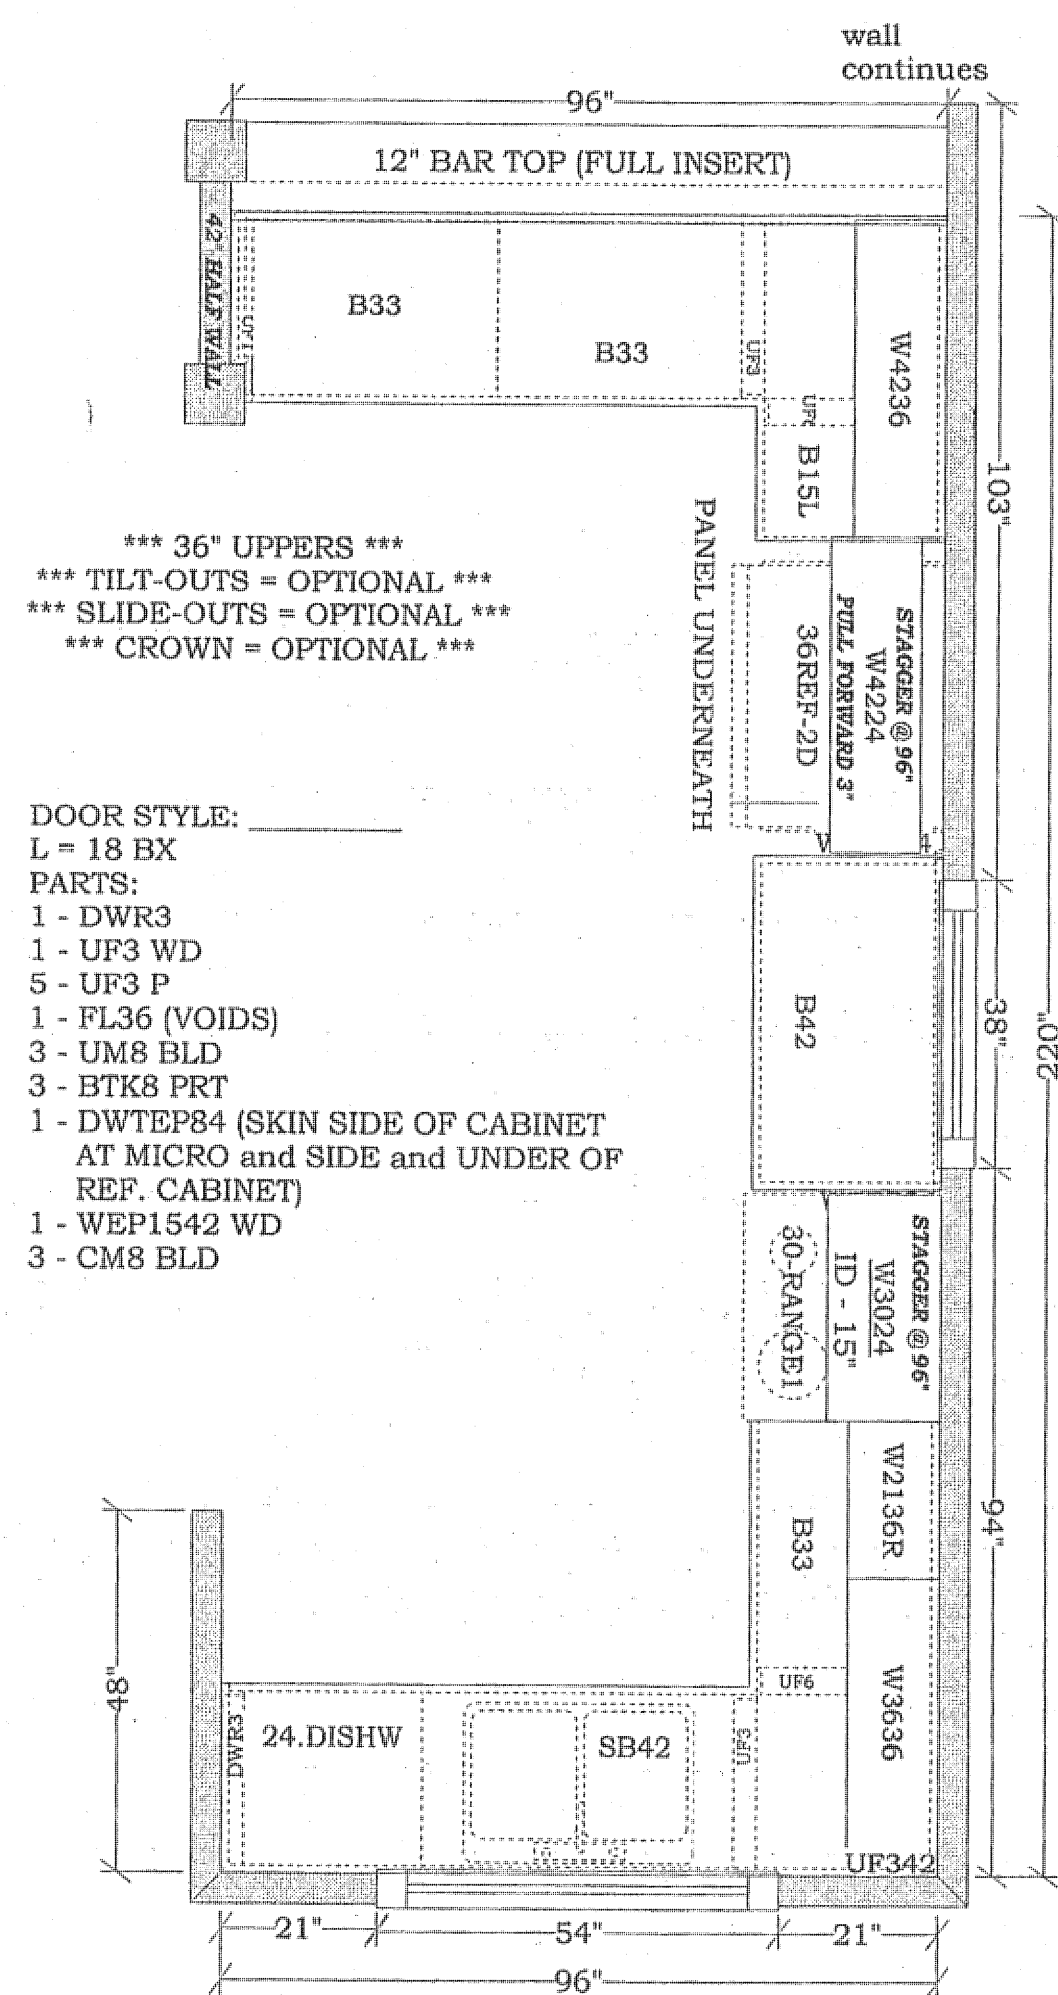 wall
continues
96"
12" BAR TOP (FULL INSERT)
42" HALF WALL
B33
B33
UF3
W4236
B15L
103"
*** 36" UPPERS ***
*** TILT-OUTS = OPTIONAL ***
*** SLIDE-OUTS = OPTIONAL ***
*** CROWN = OPTIONAL ***
PANEL UNDERNEATH
36REF-2D
PULL FORWARD 3"
W4224
STAGGER @ 96"
DOOR STYLE: __________
L = 18 BX
PARTS:
1 - DWR3
1 - UF3 WD
5 - UF3 P
1 - FL36 (VOIDS)
3 - UM8 BLD
3 - BTK8 PRT
1 - DWTEP84 (SKIN SIDE OF CABINET
AT MICRO and SIDE and UNDER OF
REF. CABINET)
1 - WEP1542 WD
3 - CM8 BLD
B42
38"
220"
30-RANGE1
ID - 15"
W3024
STAGGER @ 96"
B33
W2136R
94"
48"
UF6
W3636
DWR3
24.DISHW
SB42
UF3
UF342
21"
54"
21"
96"